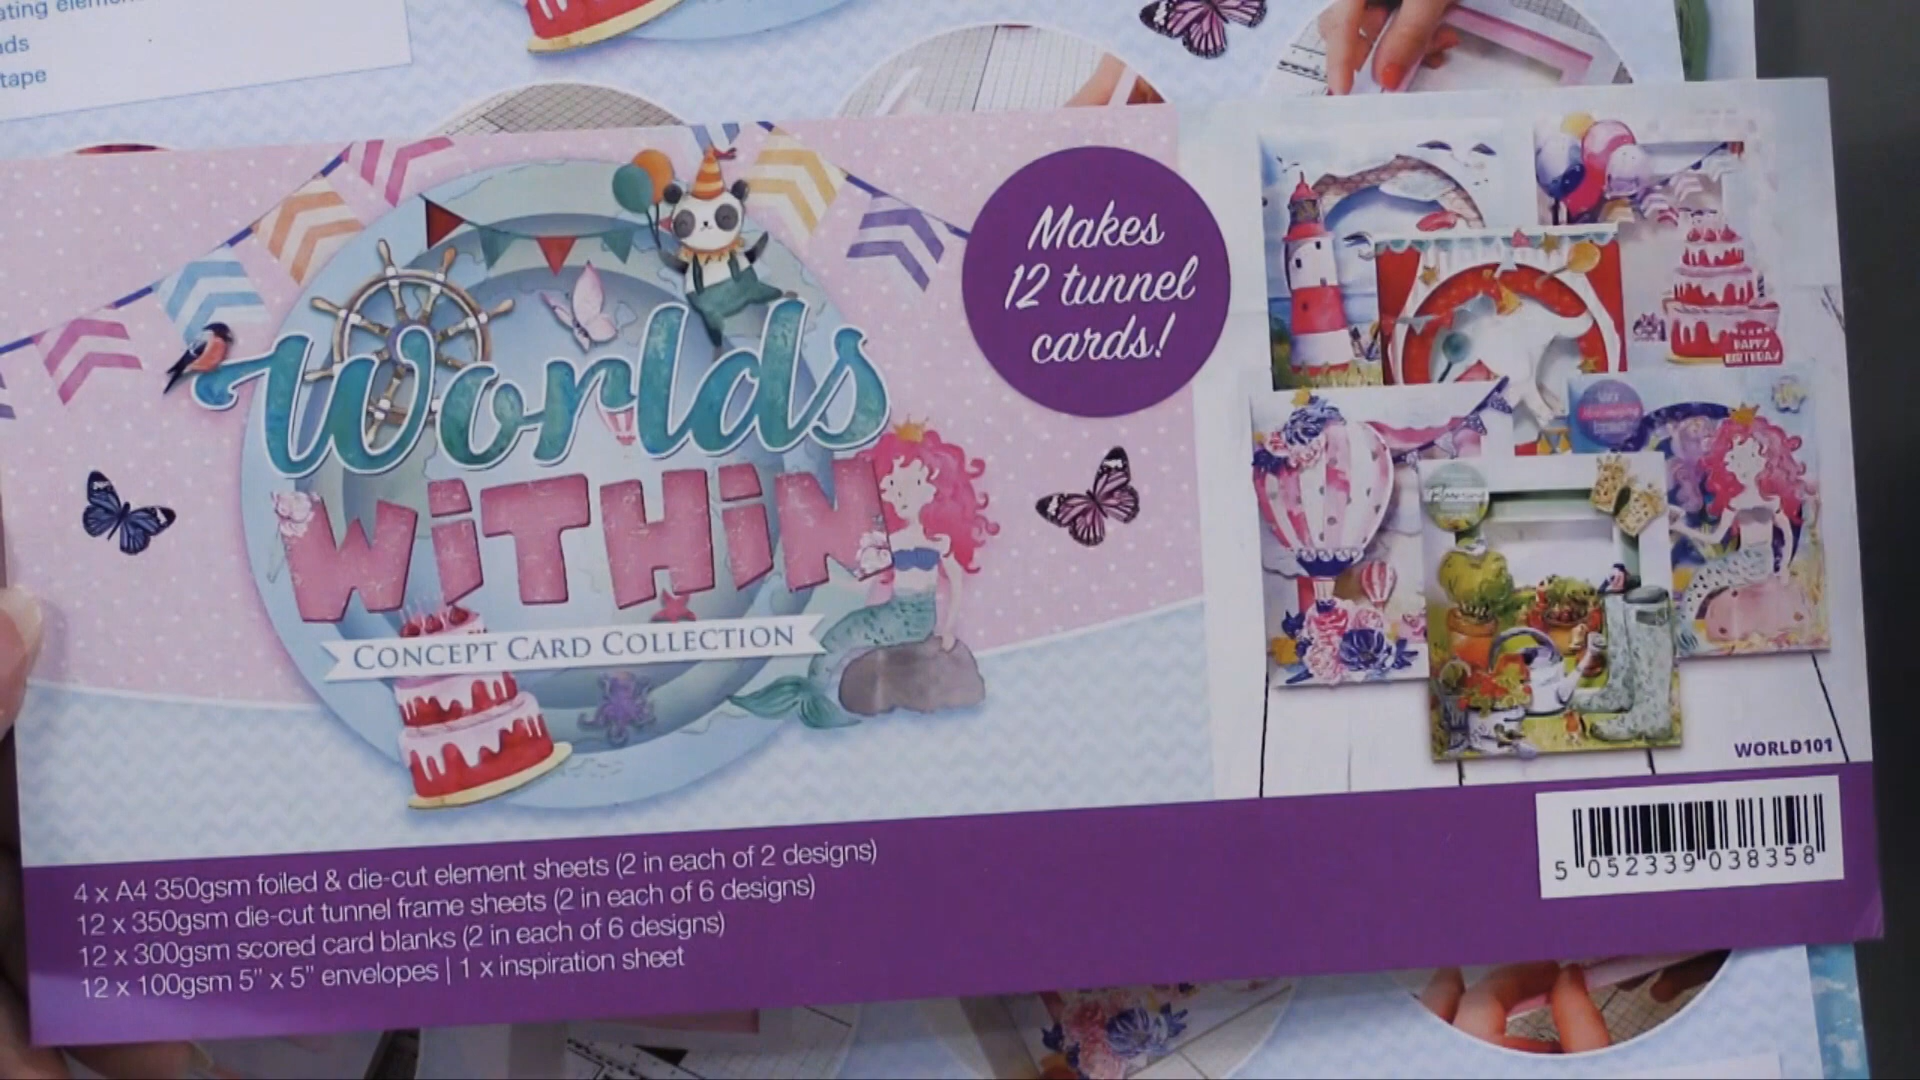 ating elemen
ds
tape
Makes
12 tunnel
cards!
Worlds
WiTHiN
CONCEPT CARD COLLECTION
HAPPY
BIRTHDAY
WORLD101
5 052339 038358
4 x A4 350gsm foiled & die-cut element sheets (2 in each of 2 designs)
12 x 350gsm die-cut tunnel frame sheets (2 in each of 6 designs)
12 x 300gsm scored card blanks (2 in each of 6 designs)
12 x 100gsm 5" x 5" envelopes | 1 x inspiration sheet